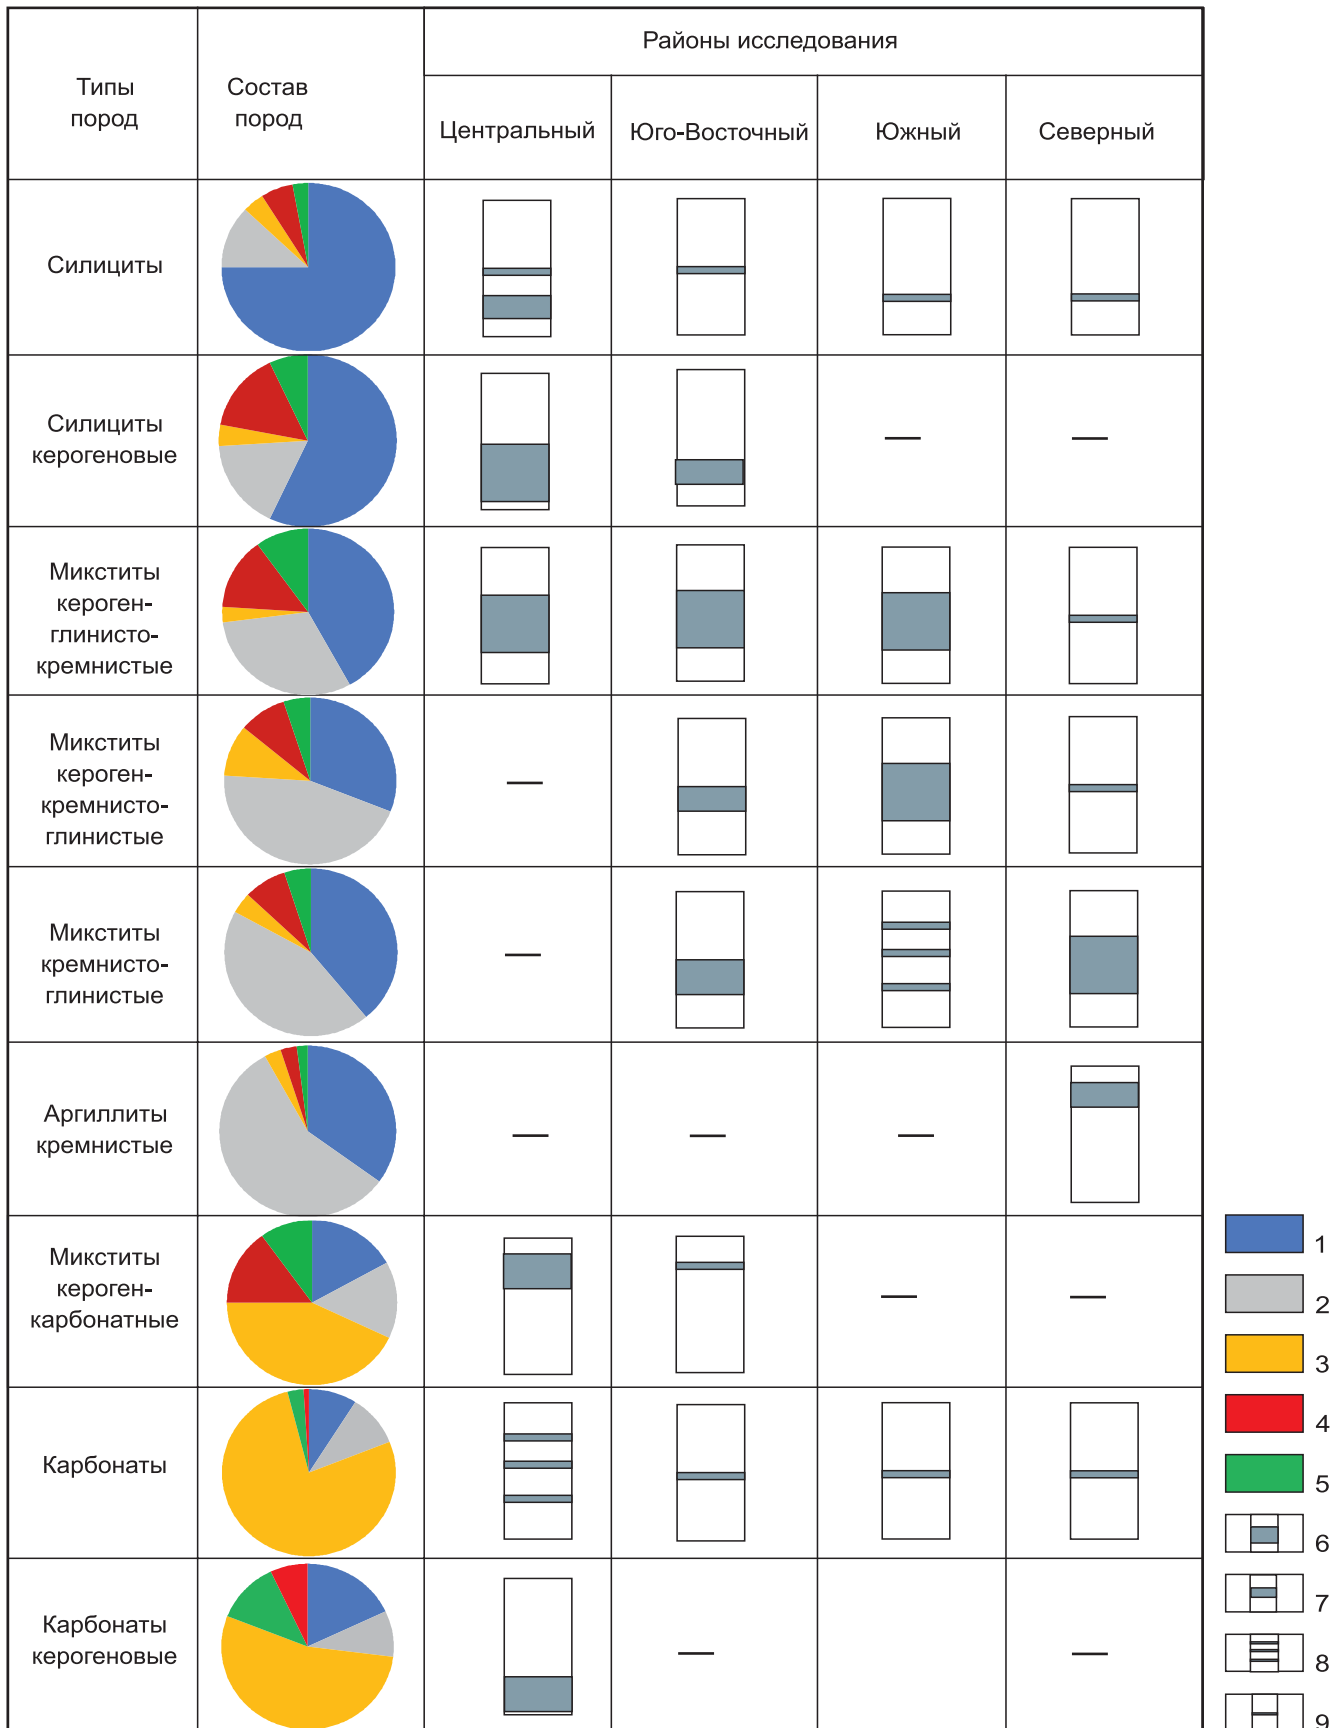 Типы
пород
Состав
пород
Районы исследования
Центральный
Юго-Восточный
Южный
Северный
Силициты
—
—
Силициты
керогеновые
Микститы
кероген-
глинисто-
кремнистые
Микститы
кероген-
кремнисто-
глинистые
—
Микститы
кремнисто-
глинистые
—
Аргиллиты
кремнистые
—
—
—
Микститы
кероген-
карбонатные
—
—
Карбонаты
Карбонаты
керогеновые
—
—
1
2
3
4
5
6
7
8
9